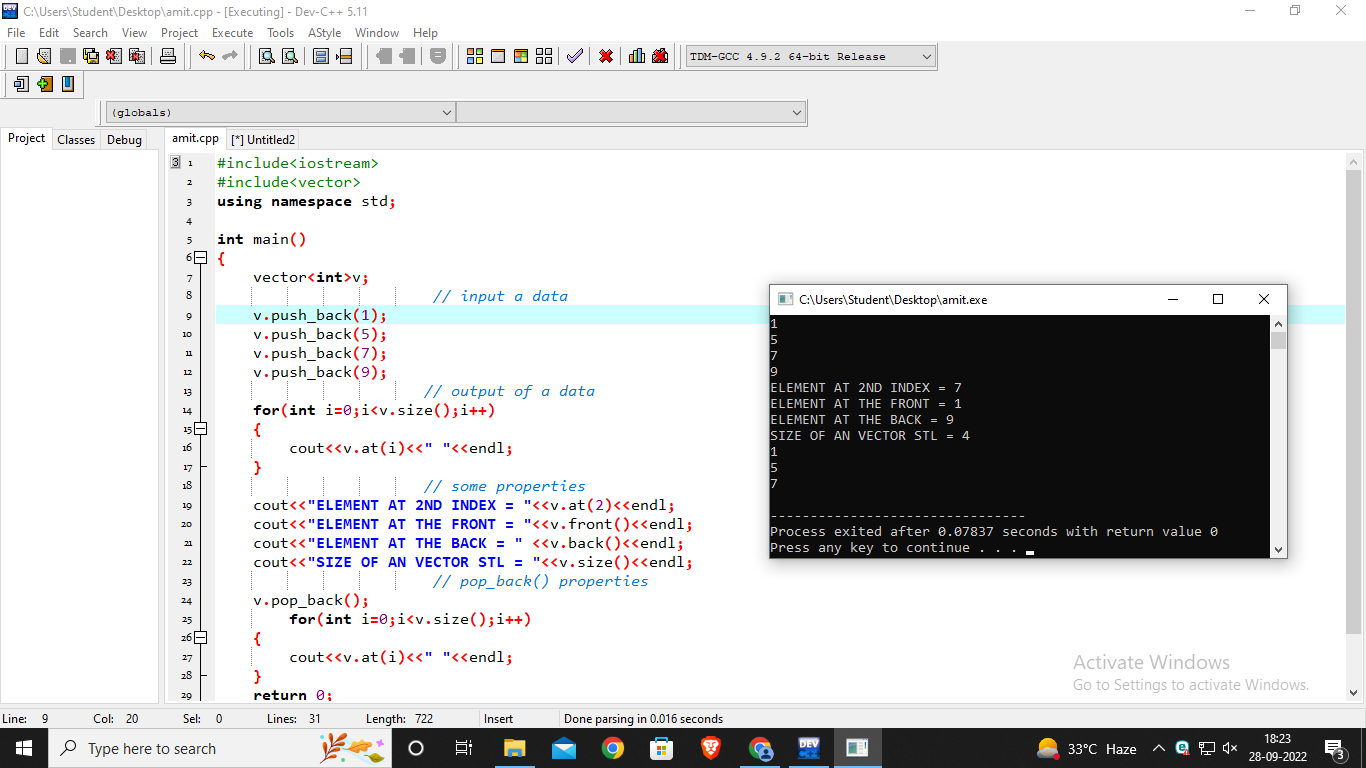 C:\Users\Student\Desktop\amit.cpp - [Executing] - Dev-C++ 5.11
File Edit Search View Project Execute Tools AStyle Window Help
TDM-GCC 4.9.2 64-bit Release
(globals)
Project Classes Debug
amit.cpp [*] Untitled2
3
1 #include<iostream>
2 #include<vector>
3 using namespace std;
4
5 int main()
6 {
7 vector<int>v;
8 // input a data
9 v.push_back(1);
10 v.push_back(5);
11 v.push_back(7);
12 v.push_back(9);
13 // output of a data
14 for(int i=0;i<v.size();i++)
15 {
16 cout<<v.at(i)<<" "<<endl;
17 }
18 // some properties
19 cout<<"ELEMENT AT 2ND INDEX = "<<v.at(2)<<endl;
20 cout<<"ELEMENT AT THE FRONT = "<<v.front()<<endl;
21 cout<<"ELEMENT AT THE BACK = " <<v.back()<<endl;
22 cout<<"SIZE OF AN VECTOR STL = "<<v.size()<<endl;
23 // pop_back() properties
24 v.pop_back();
25 for(int i=0;i<v.size();i++)
26 {
27 cout<<v.at(i)<<" "<<endl;
28 }
29 return 0;
C:\Users\Student\Desktop\amit.exe
1
5
7
9
ELEMENT AT 2ND INDEX = 7
ELEMENT AT THE FRONT = 1
ELEMENT AT THE BACK = 9
SIZE OF AN VECTOR STL = 4
1
5
7
--------------------------------
Process exited after 0.07837 seconds with return value 0
Press any key to continue . . .
Activate Windows
Go to Settings to activate Windows.
Line: 9 Col: 20 Sel: 0 Lines: 31 Length: 722 Insert Done parsing in 0.016 seconds
Type here to search
DEV
33°C Haze
18:23
28-09-2022
3